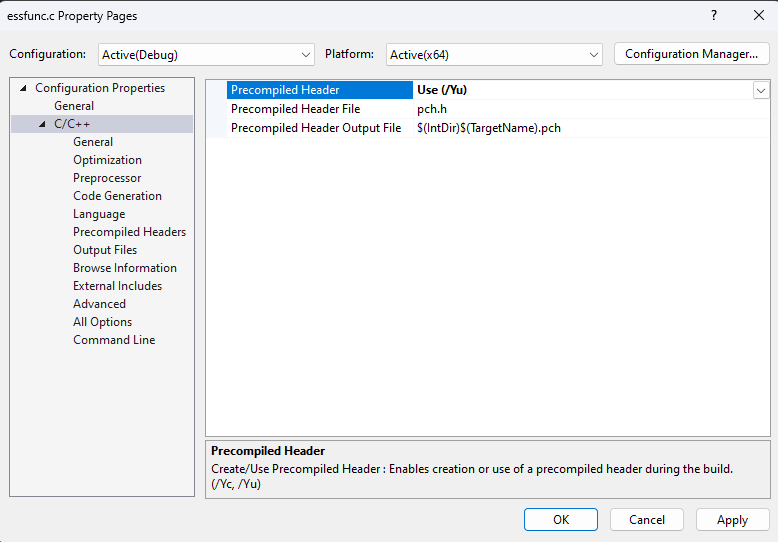 essfunc.c Property Pages
?
Configuration: Active(Debug) Platform: Active(x64) Configuration Manager...
Configuration Properties
General
C/C++
General
Optimization
Preprocessor
Code Generation
Language
Precompiled Headers
Output Files
Browse Information
External Includes
Advanced
All Options
Command Line
Precompiled Header Use (/Yu)
Precompiled Header File pch.h
Precompiled Header Output File $(IntDir)$(TargetName).pch
Precompiled Header
Create/Use Precompiled Header : Enables creation or use of a precompiled header during the build.
(/Yc, /Yu)
OK Cancel Apply